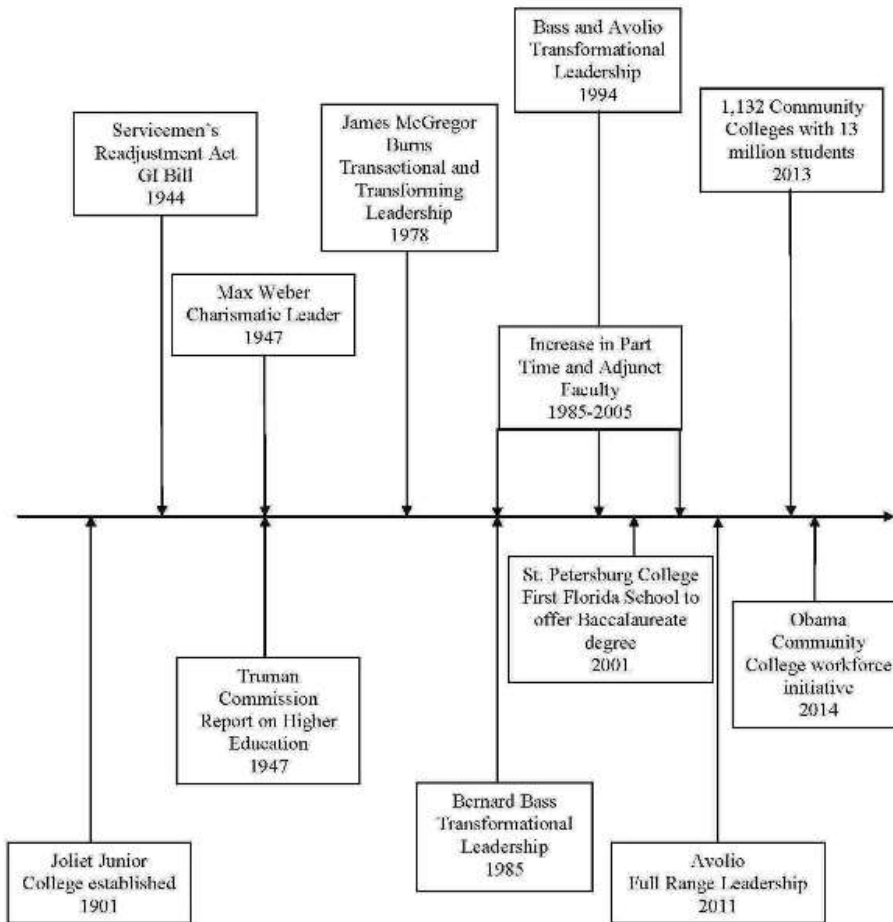 Bass and Avolio
Transformational
Leadership
1994
1,132 Community
Colleges with 13
million students
2013
Servicemen`s
Readjustment Act
GI Bill
1944
James McGregor
Burns
Transactional and
Transforming
Leadership
1978
Max Weber
Charismatic Leader
1947
Increase in Part
Time and Adjunct
Faculty
1985-2005
St. Petersburg College
First Florida School to
offer Baccalaureate
degree
2001
Obama
Community
College workforce
initiative
2014
Truman
Commission
Report on Higher
Education
1947
Bernard Bass
Transformational
Leadership
1985
Joliet Junior
College established
1901
Avolio
Full Range Leadership
2011